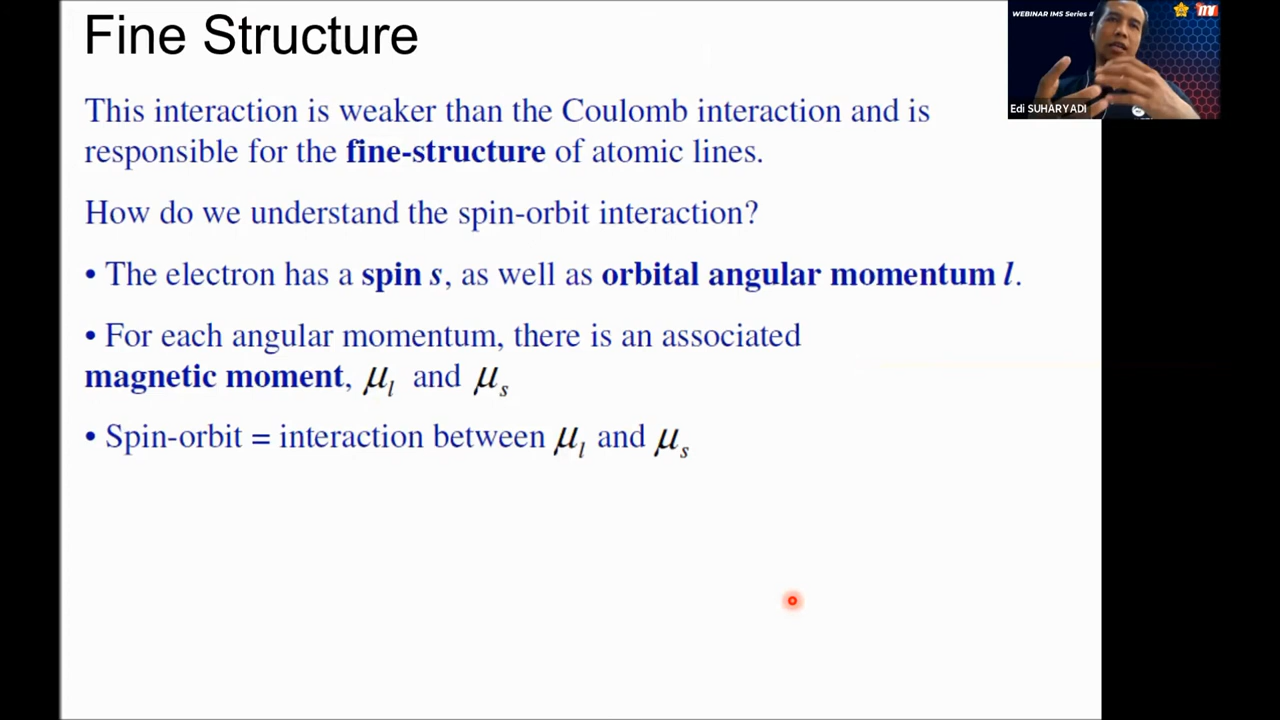 Fine Structure
WEBINAR IMS Series #
Edi SUHARYADI
This interaction is weaker than the Coulomb interaction and is
responsible for the fine-structure of atomic lines.
How do we understand the spin-orbit interaction?
• The electron has a spin s, as well as orbital angular momentum l.
• For each angular momentum, there is an associated
magnetic moment, μl and μs
• Spin-orbit = interaction between μl and μs